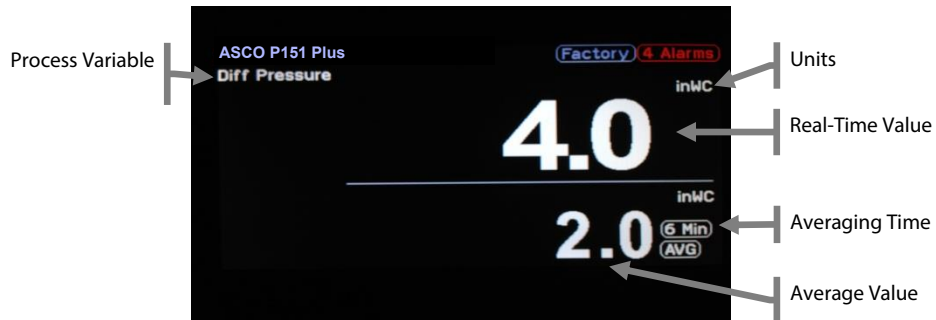 Process Variable
ASCO P151 Plus
Factory 4 Alarms
Units
Diff Pressure
inWC
4.0
Real-Time Value
inWC
2.0
6 Min
AVG
Averaging Time
Average Value